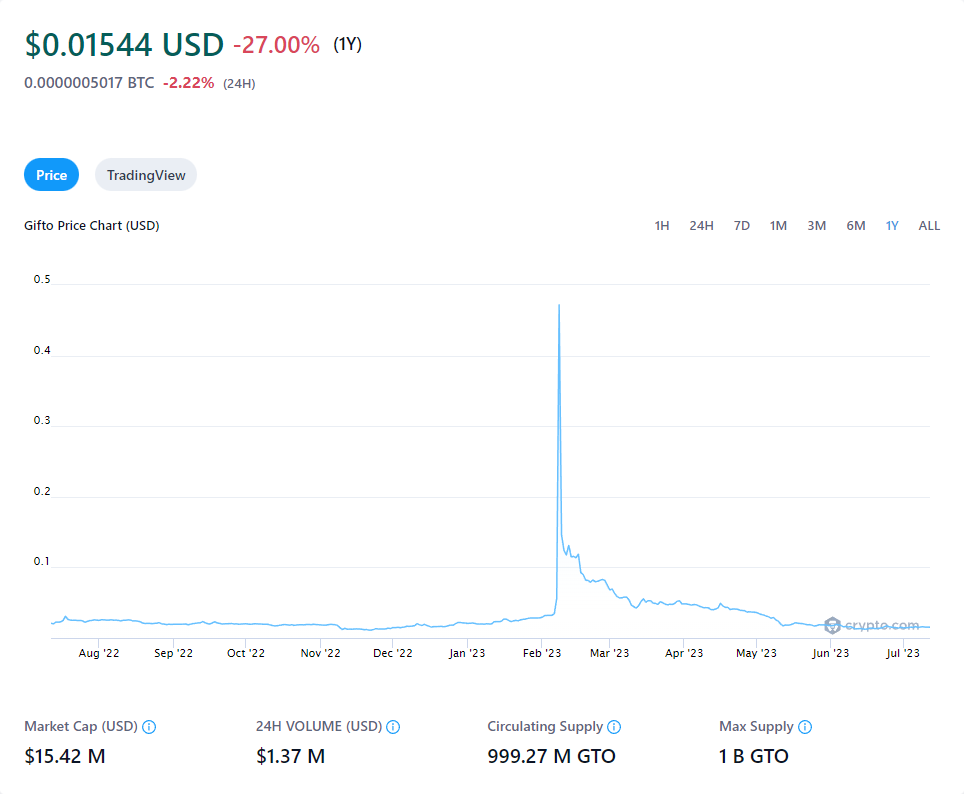 $0.01544 USD -27.00% (1Y)
0.0000005017 BTC -2.22% (24H)
Price TradingView
Gifto Price Chart (USD) 1H 24H 7D 1M 3M 6M 1Y ALL
0.5
0.4
0.3
0.2
0.1
crypto.com
Aug '22 Sep '22 Oct '22 Nov '22 Dec '22 Jan '23 Feb '23 Mar '23 Apr '23 May '23 Jun '23 Jul '23
Market Cap (USD) 24H VOLUME (USD) Circulating Supply Max Supply
$15.42 M $1.37 M 999.27 M GTO 1 B GTO